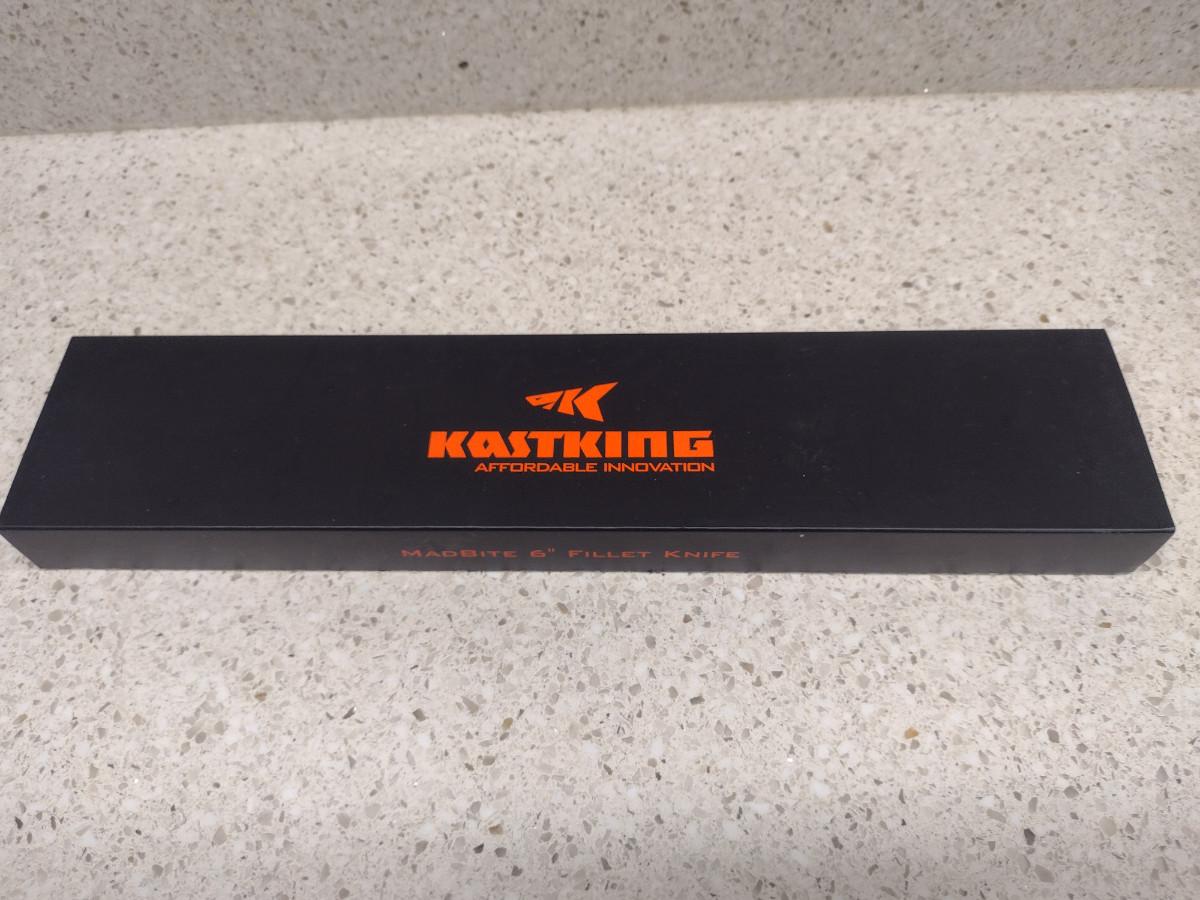 KASTKING
AFFORDABLE INNOVATION
MADBITE 6" FILLET KNIFE